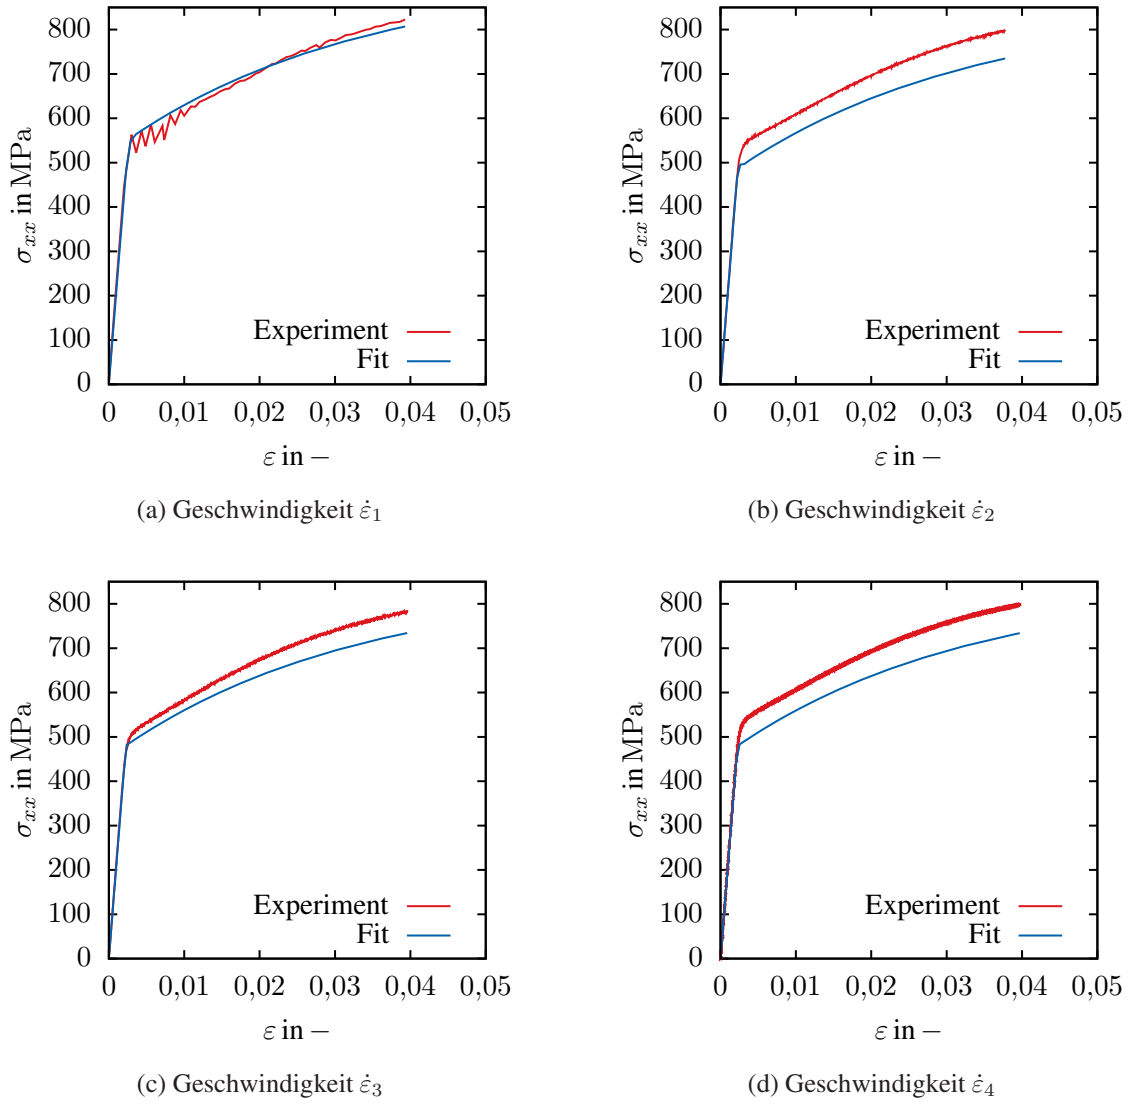 800
700
600
500
400
300
200
100
0
σxx in MPa
Experiment
Fit
0 0,01 0,02 0,03 0,04 0,05
ε in −
(a) Geschwindigkeit ε̇1
800
700
600
500
400
300
200
100
0
σxx in MPa
Experiment
Fit
0 0,01 0,02 0,03 0,04 0,05
ε in −
(b) Geschwindigkeit ε̇2
800
700
600
500
400
300
200
100
0
σxx in MPa
Experiment
Fit
0 0,01 0,02 0,03 0,04 0,05
ε in −
(c) Geschwindigkeit ε̇3
800
700
600
500
400
300
200
100
0
σxx in MPa
Experiment
Fit
0 0,01 0,02 0,03 0,04 0,05
ε in −
(d) Geschwindigkeit ε̇4